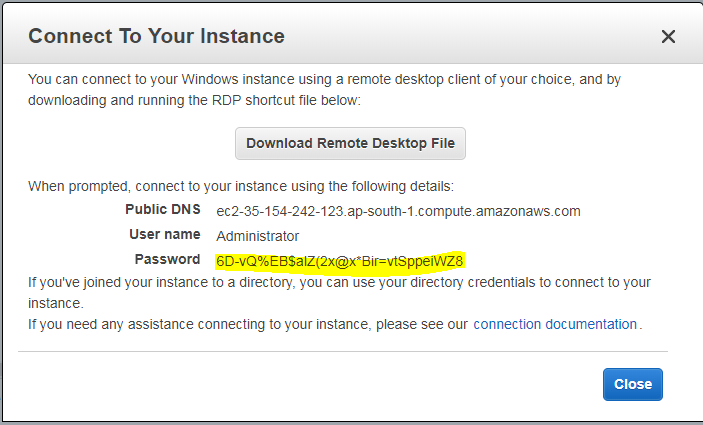 Connect To Your Instance
You can connect to your Windows instance using a remote desktop client of your choice, and by
downloading and running the RDP shortcut file below:
Download Remote Desktop File
When prompted, connect to your instance using the following details:
Public DNS ec2-35-154-242-123.ap-south-1.compute.amazonaws.com
User name Administrator
Password 6D-vQ%EB$aIZ(2x@x*Bir=vtSppeiWZ8
If you've joined your instance to a directory, you can use your directory credentials to connect to your
instance.
If you need any assistance connecting to your instance, please see our connection documentation.
Close